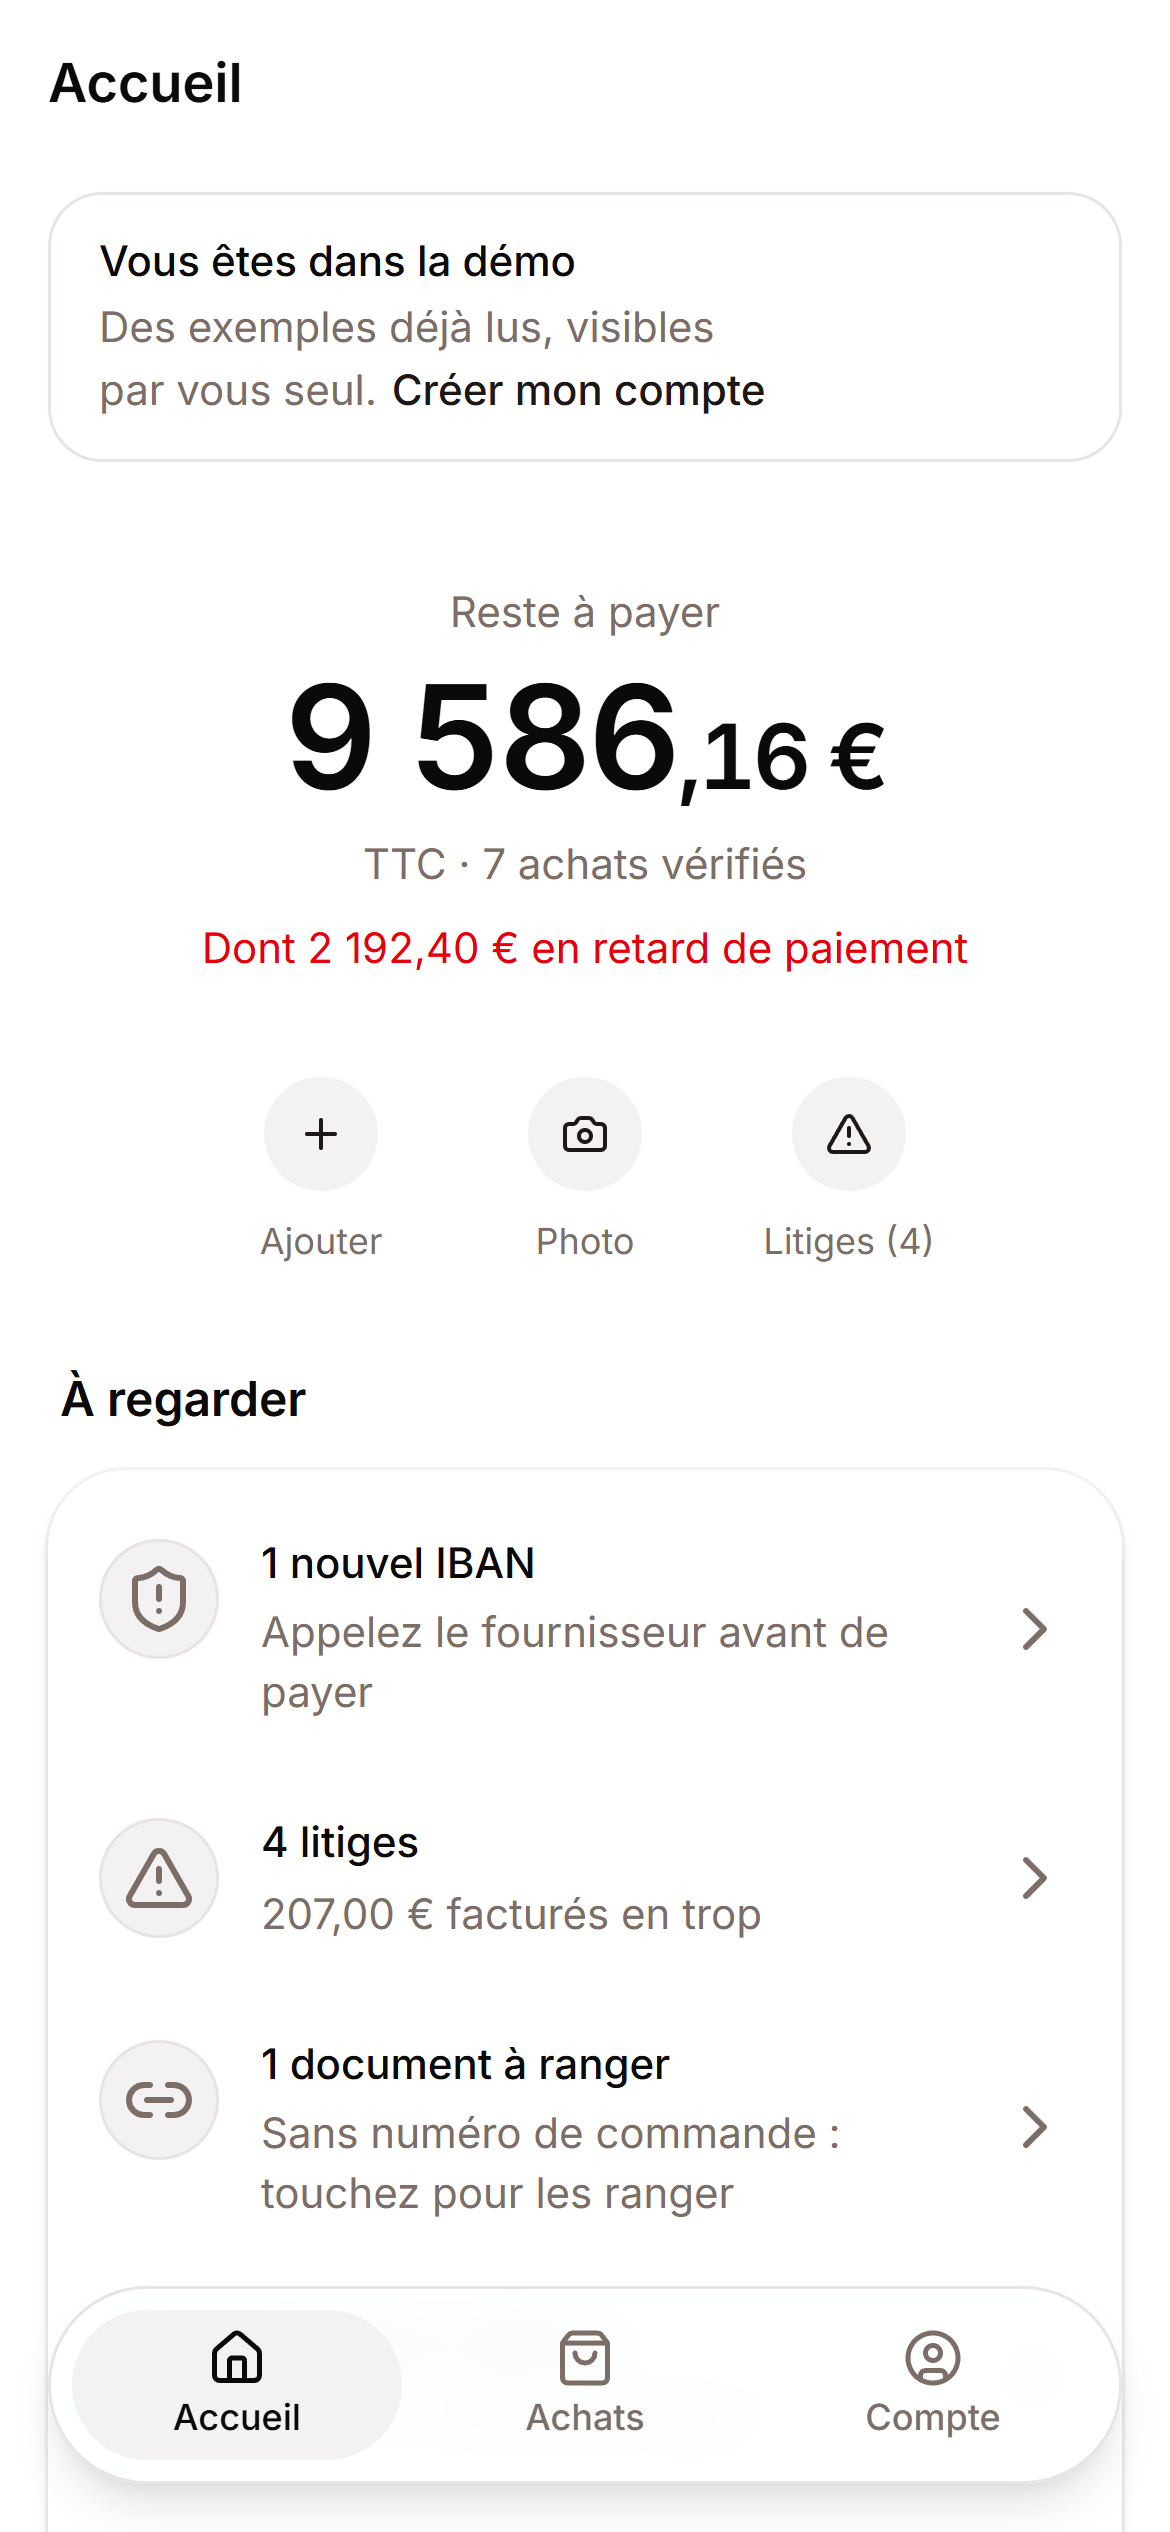 Accueil
Vous êtes dans la démo
Des exemples déjà lus, visibles
par vous seul. Créer mon compte
Reste à payer
9 586,16 €
TTC · 7 achats vérifiés
Dont 2 192,40 € en retard de paiement
Ajouter
Photo
Litiges (4)
À regarder
1 nouvel IBAN
Appelez le fournisseur avant de
payer
4 litiges
207,00 € facturés en trop
1 document à ranger
Sans numéro de commande :
touchez pour les ranger
Accueil
Achats
Compte